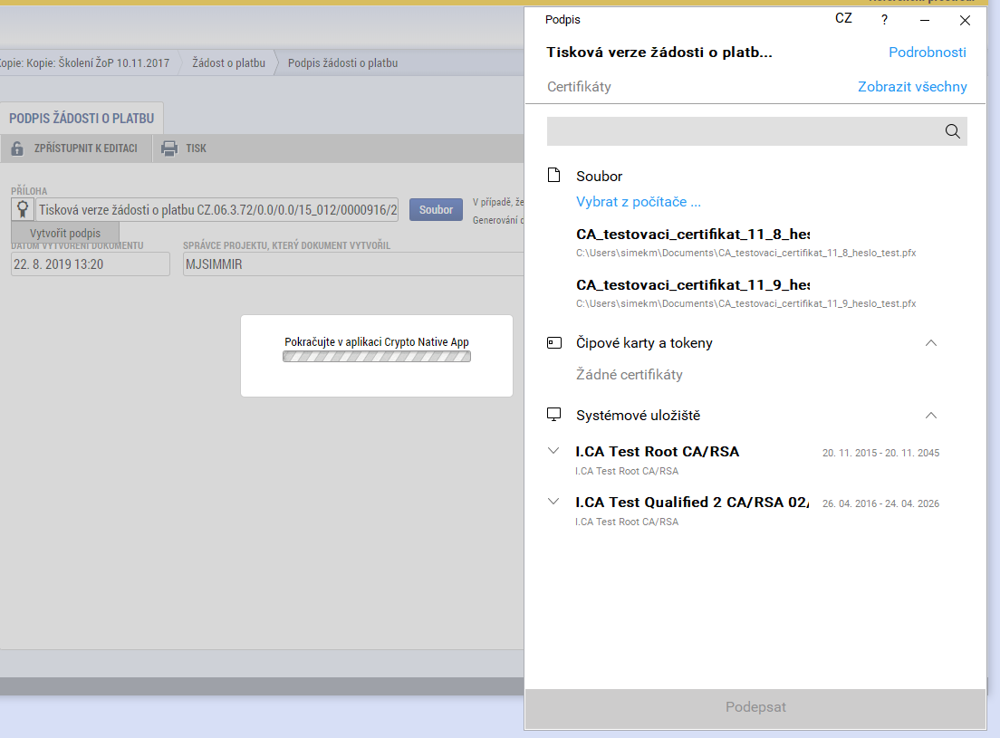 Kopie: Kopie: Školení ŽoP 10.11.2017
Žádost o platbu
Podpis žádosti o platbu
PODPIS ŽÁDOSTI O PLATBU
ZPŘÍSTUPNIT K EDITACI
TISK
PŘÍLOHA
Tisková verze žádosti o platbu CZ.06.3.72/0.0/0.0/15_012/0000916/2
Soubor
V případě, že
Generování
Vytvořit podpis
DATUM VYTVOŘENÍ DOKUMENTU
SPRÁVCE PROJEKTU, KTERÝ DOKUMENT VYTVOŘIL
22. 8. 2019 13:20
MJSIMMIR
Pokračujte v aplikaci Crypto Native App
Podpis
CZ
?
Tisková verze žádosti o platb...
Podrobnosti
Certifikáty
Zobrazit všechny
Soubor
Vybrat z počítače ...
CA_testovaci_certifikat_11_8_hes
C:\Users\simekm\Documents\CA_testovaci_certifikat_11_8_heslo_test.pfx
CA_testovaci_certifikat_11_9_hes
C:\Users\simekm\Documents\CA_testovaci_certifikat_11_9_heslo_test.pfx
Čipové karty a tokeny
Žádné certifikáty
Systémové uložiště
I.CA Test Root CA/RSA
20. 11. 2015 - 20. 11. 2045
I.CA Test Root CA/RSA
I.CA Test Qualified 2 CA/RSA 02/
26. 04. 2016 - 24. 04. 2026
I.CA Test Root CA/RSA
Podepsat